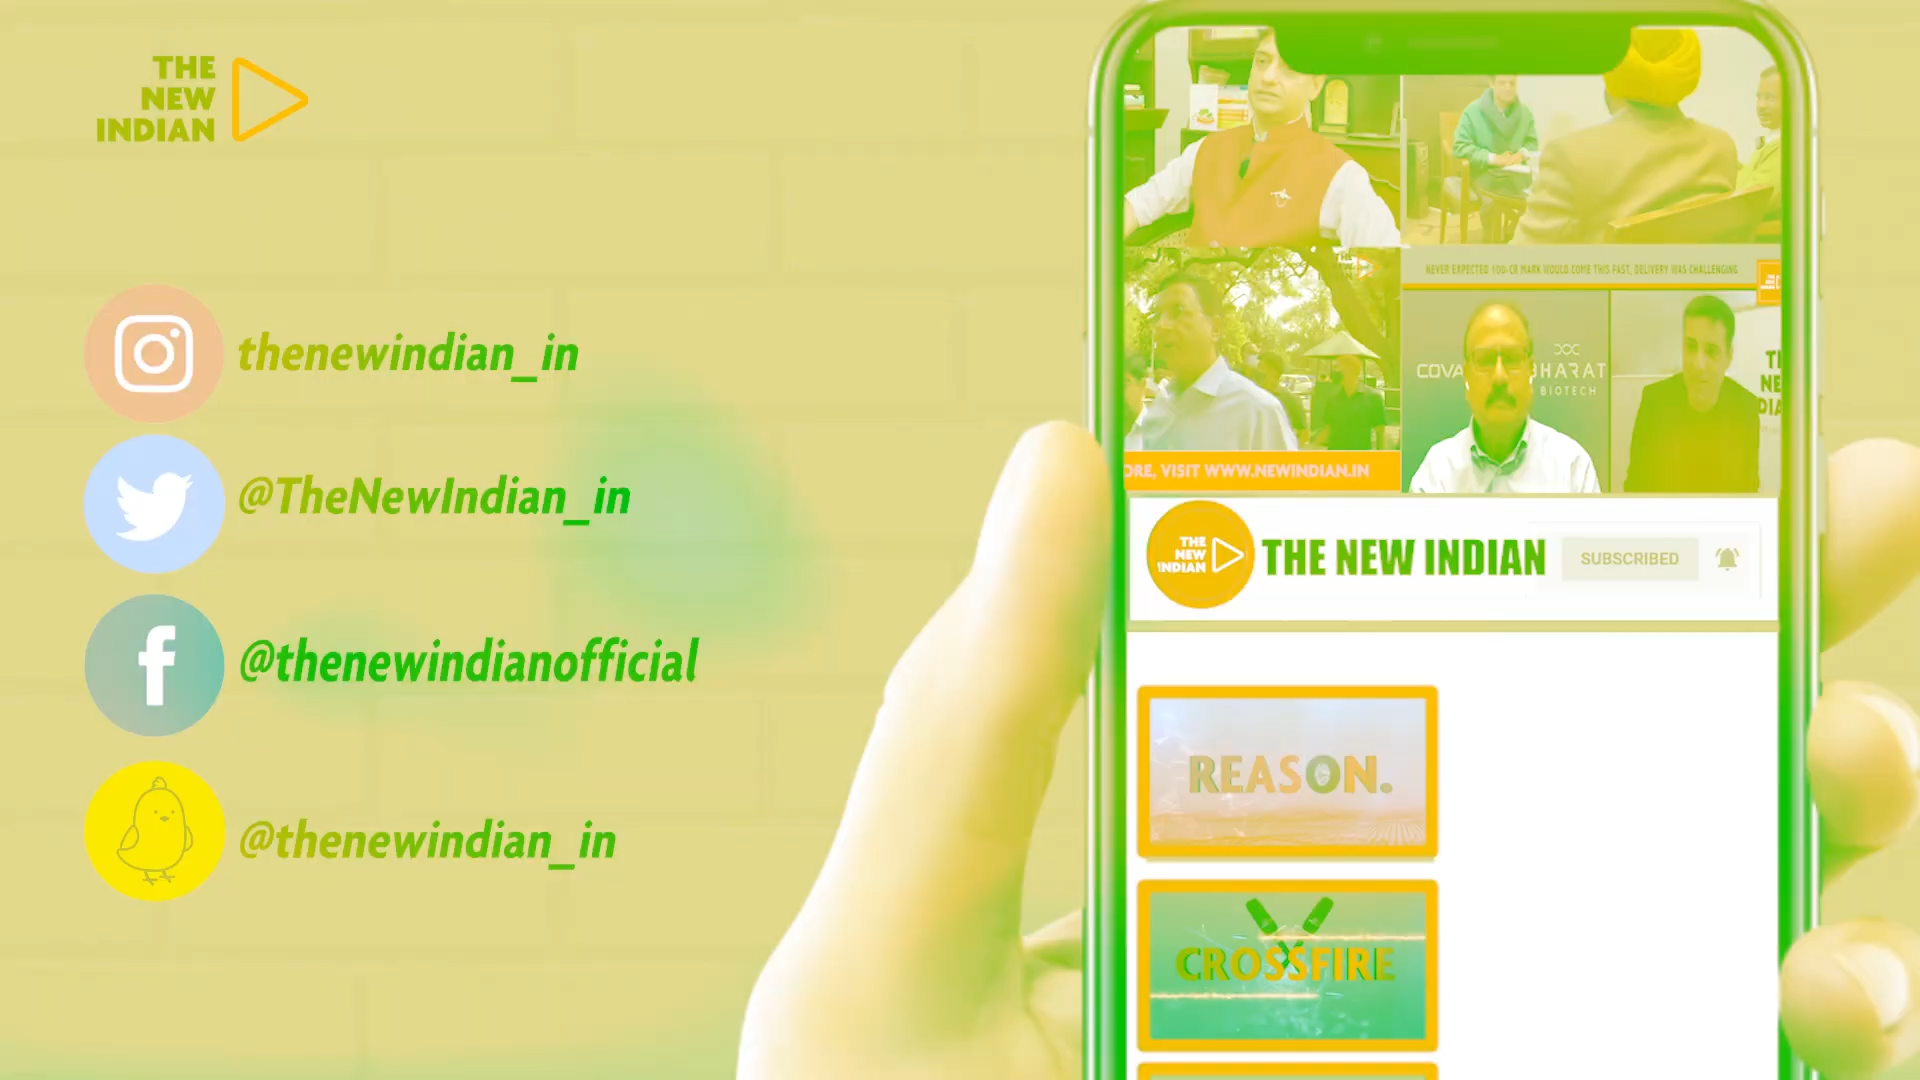 THE
NEW
INDIAN
thenewindian_in
@TheNewIndian_in
@thenewindianofficial
@thenewindian_in
NEVER EXPECTED 100-CR MARK WOULD COME THIS FAST, DELIVERY WAS CHALLENGING
COVA
BHARAT
BIOTECH
ORE, VISIT WWW.NEWINDIAN.IN
THE
NEW
INDIAN
THE NEW INDIAN
SUBSCRIBED
REASON.
CROSSFIRE